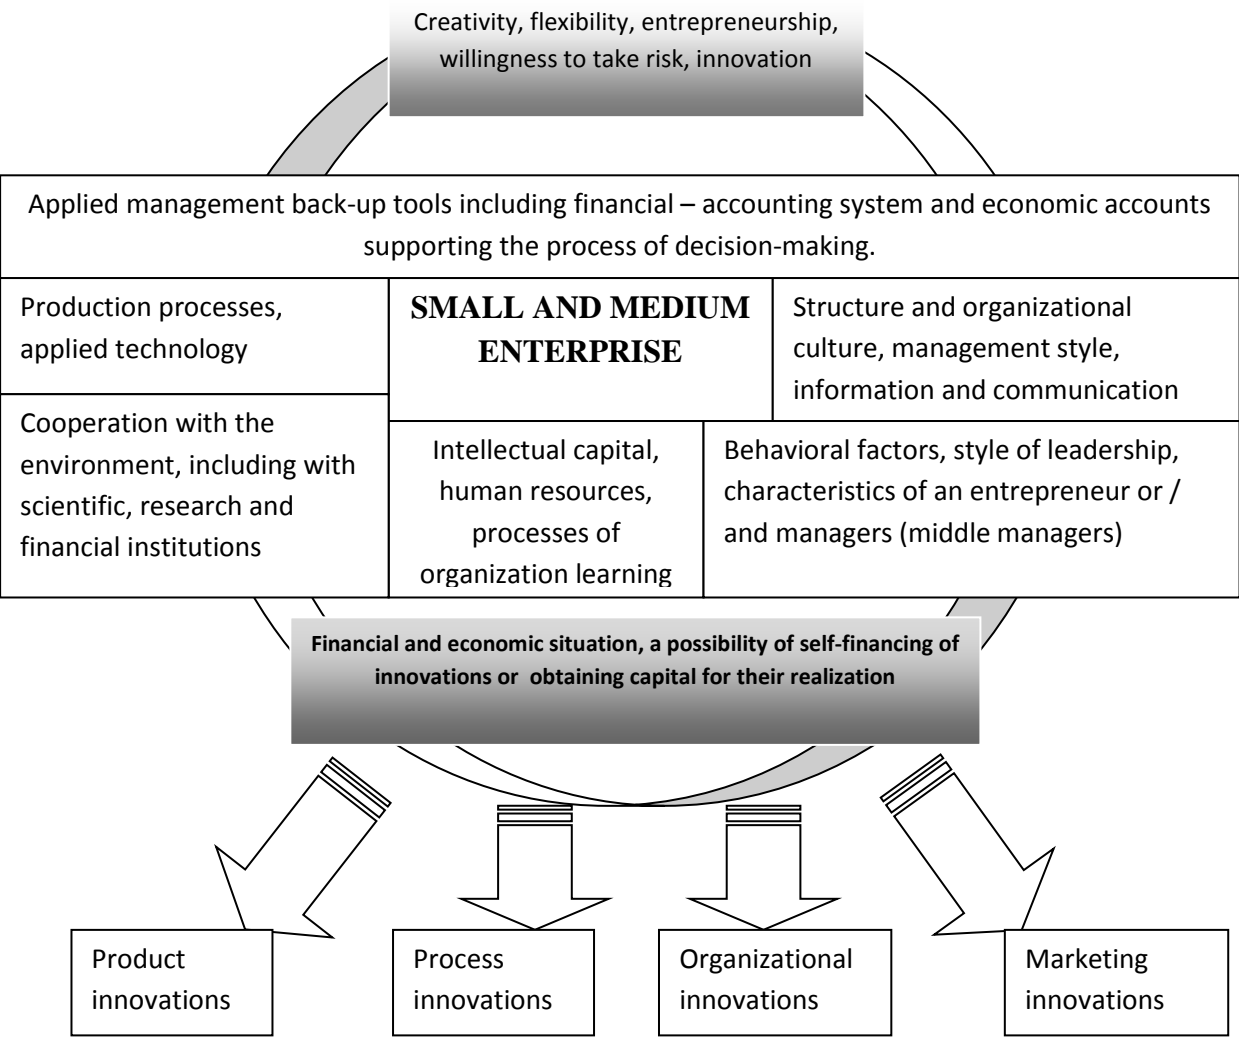 Creativity, flexibility, entrepreneurship,
willingness to take risk, innovation
Applied management back-up tools including financial – accounting system and economic accounts
supporting the process of decision-making.
Production processes,
applied technology
SMALL AND MEDIUM
ENTERPRISE
Structure and organizational
culture, management style,
information and communication
Cooperation with the
environment, including with
scientific, research and
financial institutions
Intellectual capital,
human resources,
processes of
organization learning
Behavioral factors, style of leadership,
characteristics of an entrepreneur or /
and managers (middle managers)
Financial and economic situation, a possibility of self-financing of
innovations or  obtaining capital for their realization
Product
innovations
Process
innovations
Organizational
innovations
Marketing
innovations